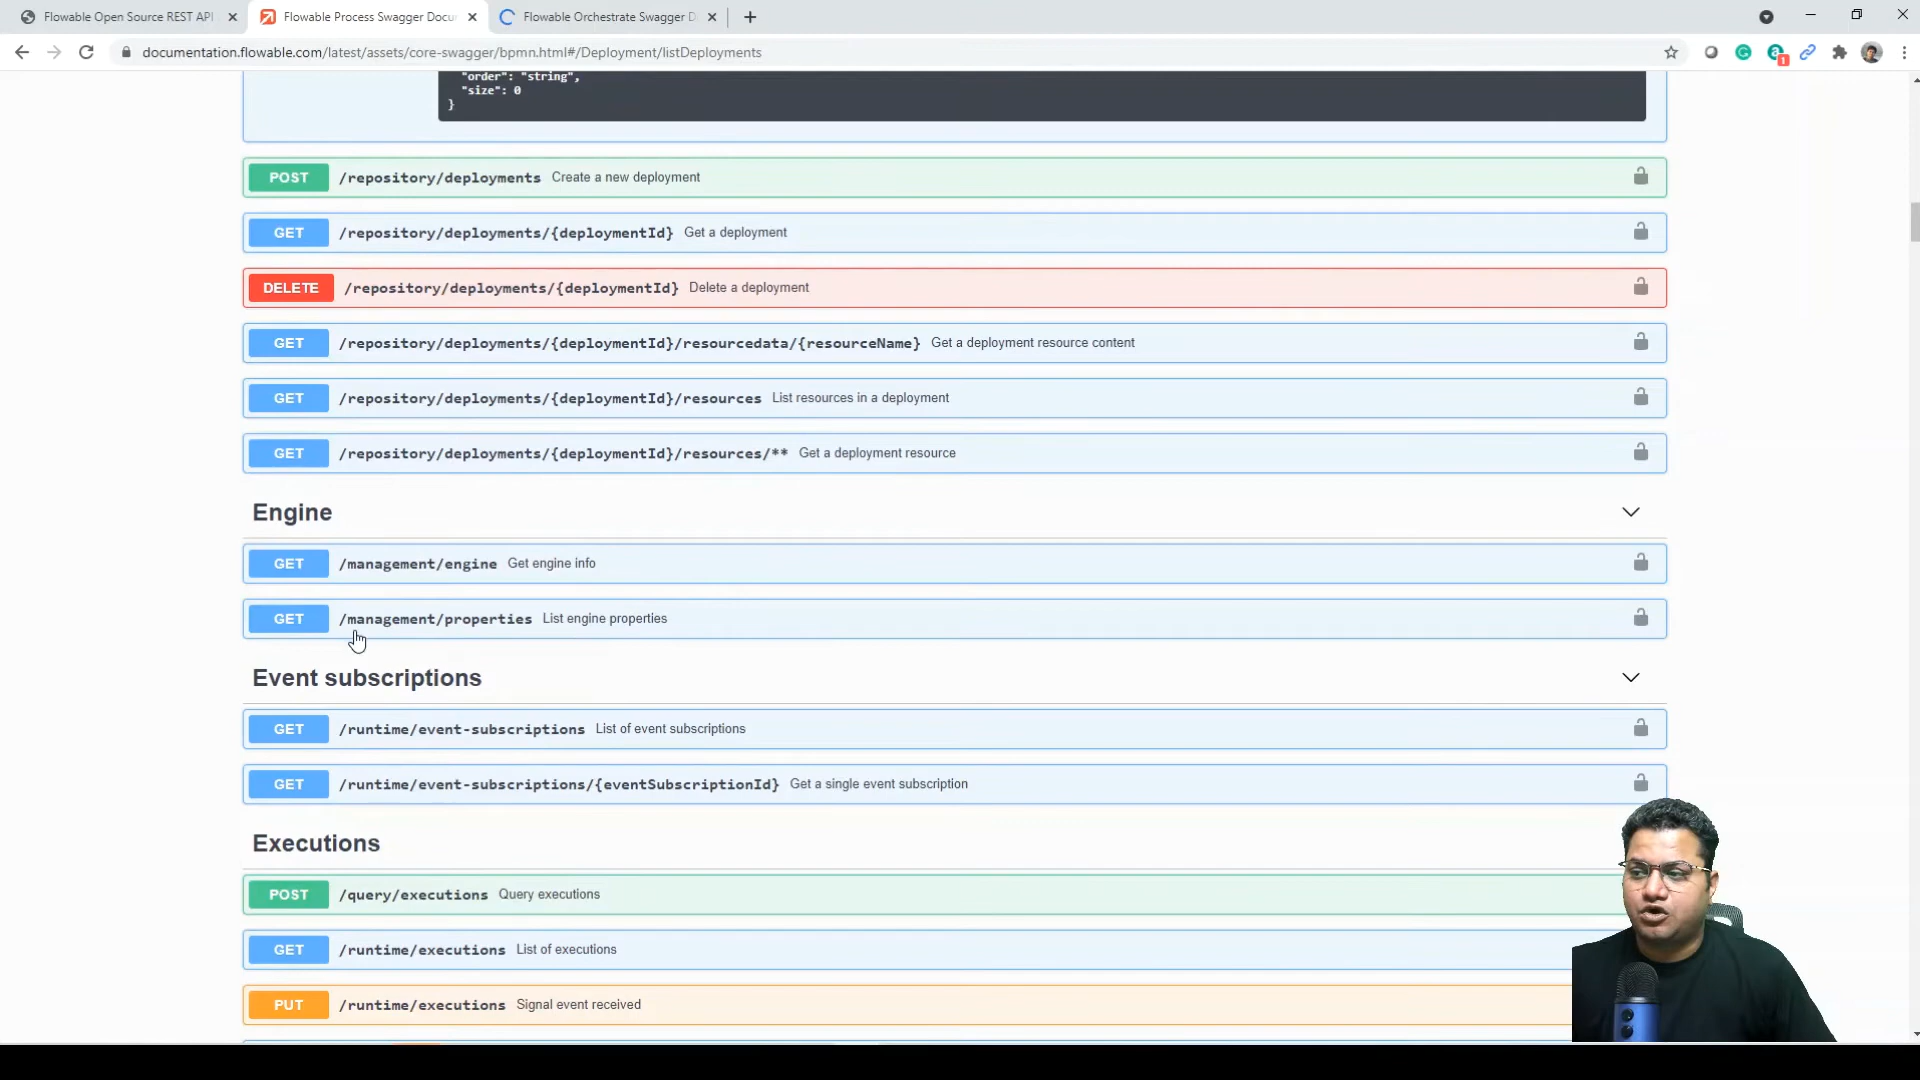 Flowable Open Source REST API
Flowable Process Swagger Docu
Flowable Orchestrate Swagger D
documentation.flowable.com/latest/assets/core-swagger/bpmn.html#/Deployment/listDeployments
1
"order": "string",
"size": 0
}
POST /repository/deployments Create a new deployment
GET /repository/deployments/{deploymentId} Get a deployment
DELETE /repository/deployments/{deploymentId} Delete a deployment
GET /repository/deployments/{deploymentId}/resourcedata/{resourceName} Get a deployment resource content
GET /repository/deployments/{deploymentId}/resources List resources in a deployment
GET /repository/deployments/{deploymentId}/resources/** Get a deployment resource
Engine
GET /management/engine Get engine info
GET /management/properties List engine properties
Event subscriptions
GET /runtime/event-subscriptions List of event subscriptions
GET /runtime/event-subscriptions/{eventSubscriptionId} Get a single event subscription
Executions
POST /query/executions Query executions
GET /runtime/executions List of executions
PUT /runtime/executions Signal event received